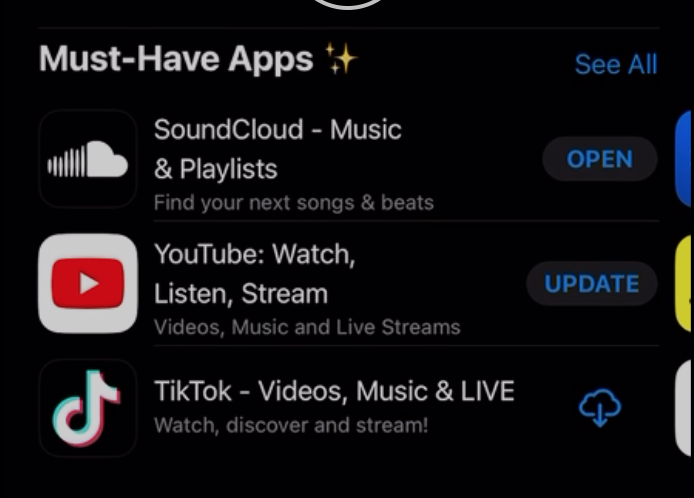 Must-Have Apps ✨
See All
SoundCloud - Music
& Playlists
Find your next songs & beats
OPEN
YouTube: Watch,
Listen, Stream
Videos, Music and Live Streams
UPDATE
TikTok - Videos, Music & LIVE
Watch, discover and stream!